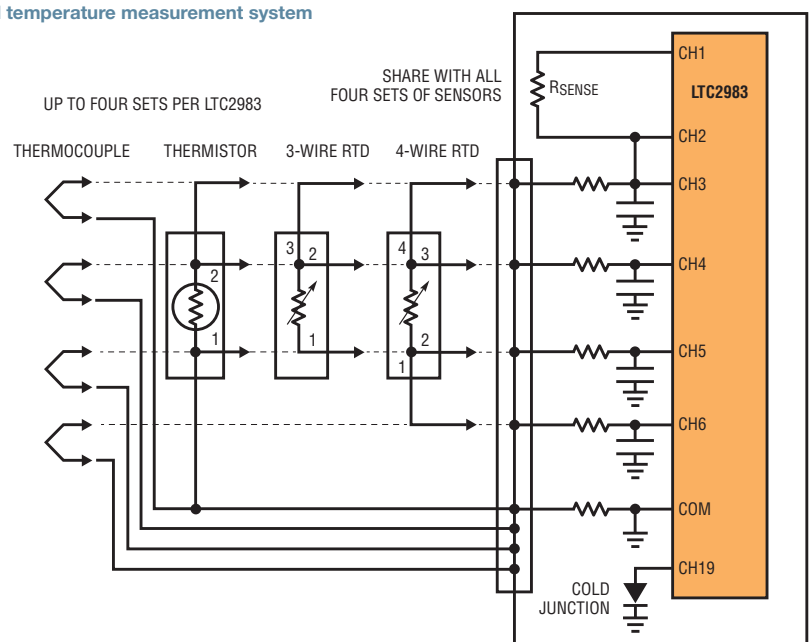 temperature measurement system
UP TO FOUR SETS PER LTC2983
SHARE WITH ALL
FOUR SETS OF SENSORS
THERMOCOUPLE
THERMISTOR
3-WIRE RTD
4-WIRE RTD
RSENSE
LTC2983
CH1
CH2
CH3
CH4
CH5
CH6
COM
CH19
2
1
3
2
1
4
3
2
1
COLD
JUNCTION